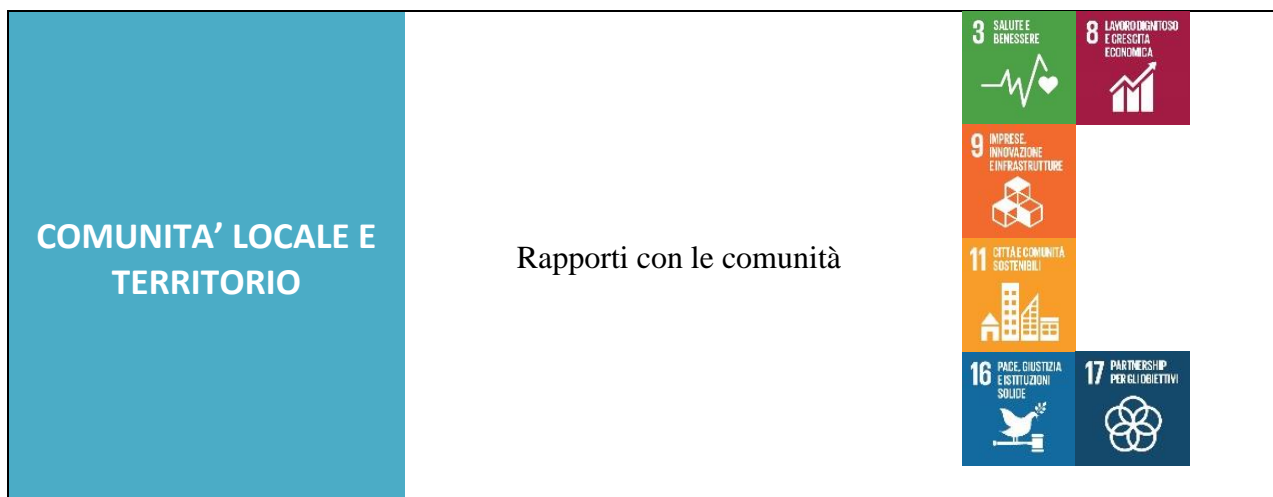 COMUNITA’ LOCALE E
TERRITORIO
Rapporti con le comunità
3 SALUTE E
BENESSERE
8 LAVORO DIGNITOSO
E CRESCITA
ECONOMICA
9 IMPRESE,
INNOVAZIONE
E INFRASTRUTTURE
11 CITTÀ E COMUNITÀ
SOSTENIBILI
16 PACE, GIUSTIZIA
E ISTITUZIONI
SOLIDE
17 PARTNERSHIP
PER GLI OBIETTIVI